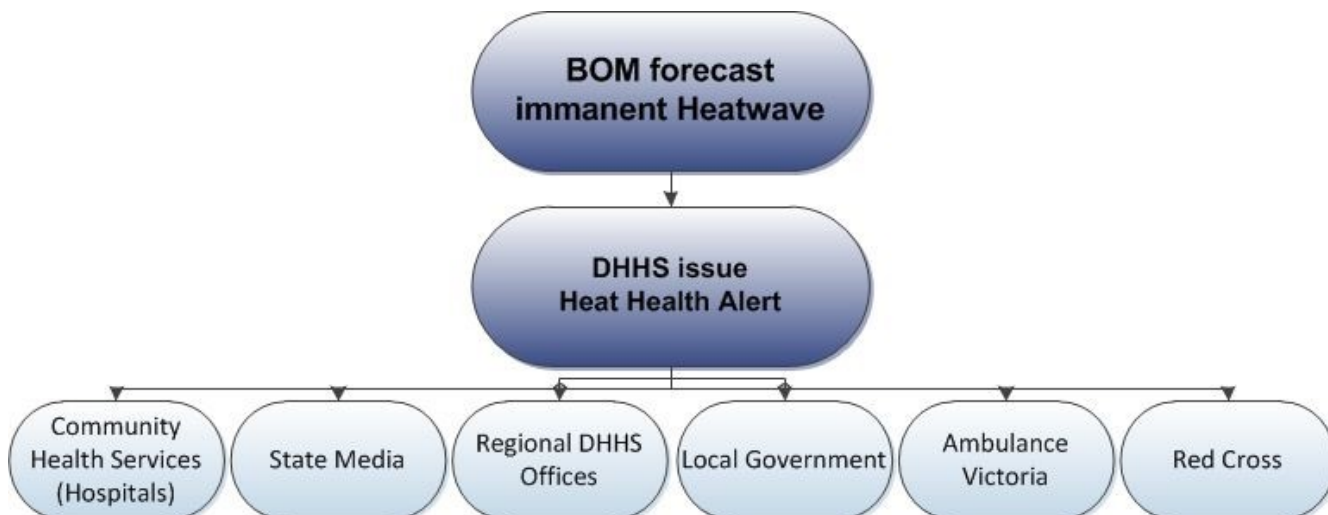 BOM forecast
immanent Heatwave
DHHS issue
Heat Health Alert
Community
Health Services
(Hospitals)
State Media
Regional DHHS
Offices
Local Government
Ambulance
Victoria
Red Cross